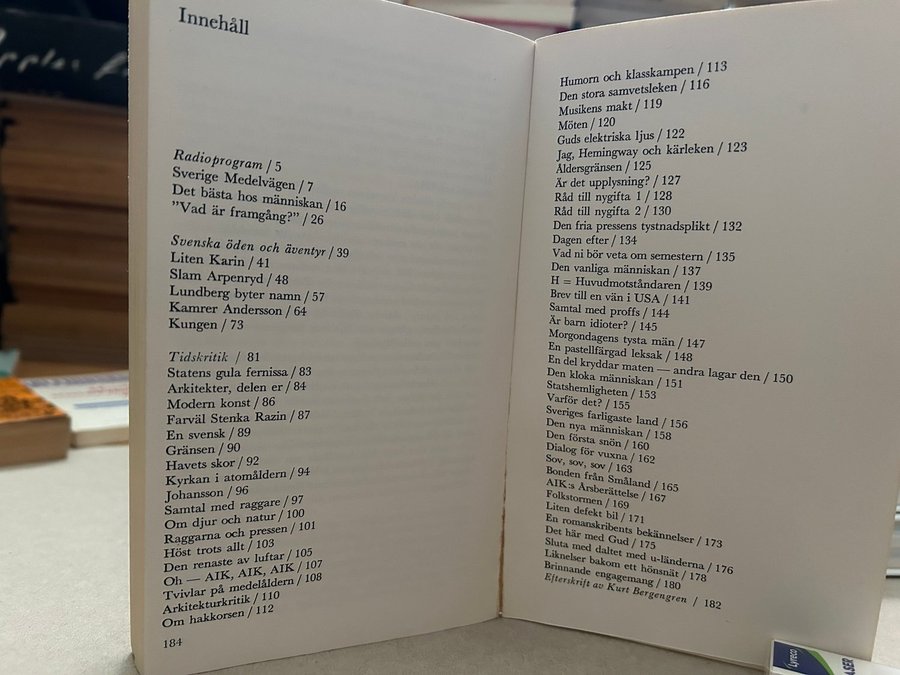 Innehåll
Radioprogram / 5
Sverige Medelvägen / 7
Det bästa hos människan / 16
”Vad är framgång?” / 26
Svenska öden och äventyr / 39
Liten Karin / 41
Slam Arpenryd / 48
Lundberg byter namn / 57
Kamrer Andersson / 64
Kungen / 73
Tidskritik / 81
Statens gula fernissa / 83
Arkitekter, delen er / 84
Modern konst / 86
Farväl Stenka Razin / 87
En svensk / 89
Gränsen / 90
Havets skor / 92
Kyrkan i atomåldern / 94
Johansson / 96
Samtal med raggare / 97
Om djur och natur / 100
Raggarna och pressen / 101
Höst trots allt / 103
Den renaste av luftar / 105
Oh — AIK, AIK, AIK / 107
Tvivlar på medelåldern / 108
Arkitekturkritik / 110
Om hakkorsen / 112
184
Humorn och klasskampen / 113
Den stora samvetsleken / 116
Musikens makt / 119
Möten / 120
Guds elektriska ljus / 122
Jag, Hemingway och kärleken / 123
Åldersgränsen / 125
Är det upplysning? / 127
Råd till nygifta 1 / 128
Råd till nygifta 2 / 130
Den fria pressens tystnadsplikt / 132
Dagen efter / 134
Vad ni bör veta om semestern / 135
Den vanliga människan / 137
H = Huvudmotståndaren / 139
Brev till en vän i USA / 141
Samtal med proffs / 144
Är barn idioter? / 145
Morgondagens tysta män / 147
En pastellfärgad leksak / 148
En del kryddar maten — andra lagar den / 150
Den kloka människan / 151
Statshemligheten / 153
Varför det? / 155
Sveriges farligaste land / 156
Den nya människan / 158
Den första snön / 160
Dialog för vuxna / 162
Sov, sov, sov / 163
Bonden från Småland / 165
AIK:s Årsberättelse / 167
Folkstormen / 169
Liten defekt bil / 171
En romanskribents bekännelser / 173
Det här med Gud / 175
Sluta med daltet med u-länderna / 176
Liknelser bakom ett hönsnät / 178
Brinnande engagemang / 180
Efterskrift av Kurt Bergengren / 182
Lyreco